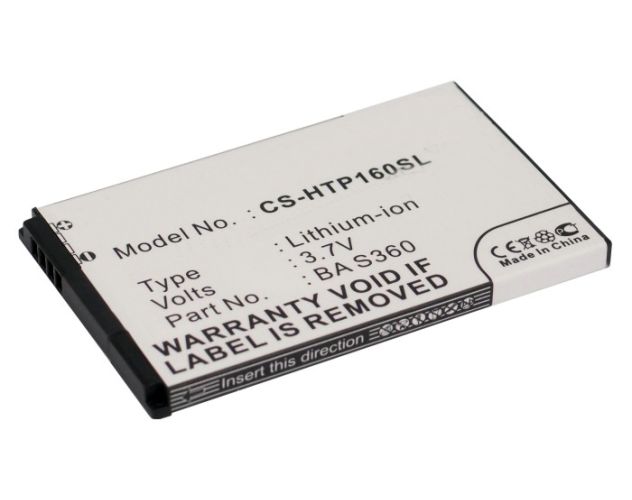 Model No. : CS-HTP160SL
Type : Lithium-ion
Volts : 3.7V
Part No. : BA S360
WARRANTY VOID IF
LABEL IS REMOVED
CE
Made In China
Insert this direction